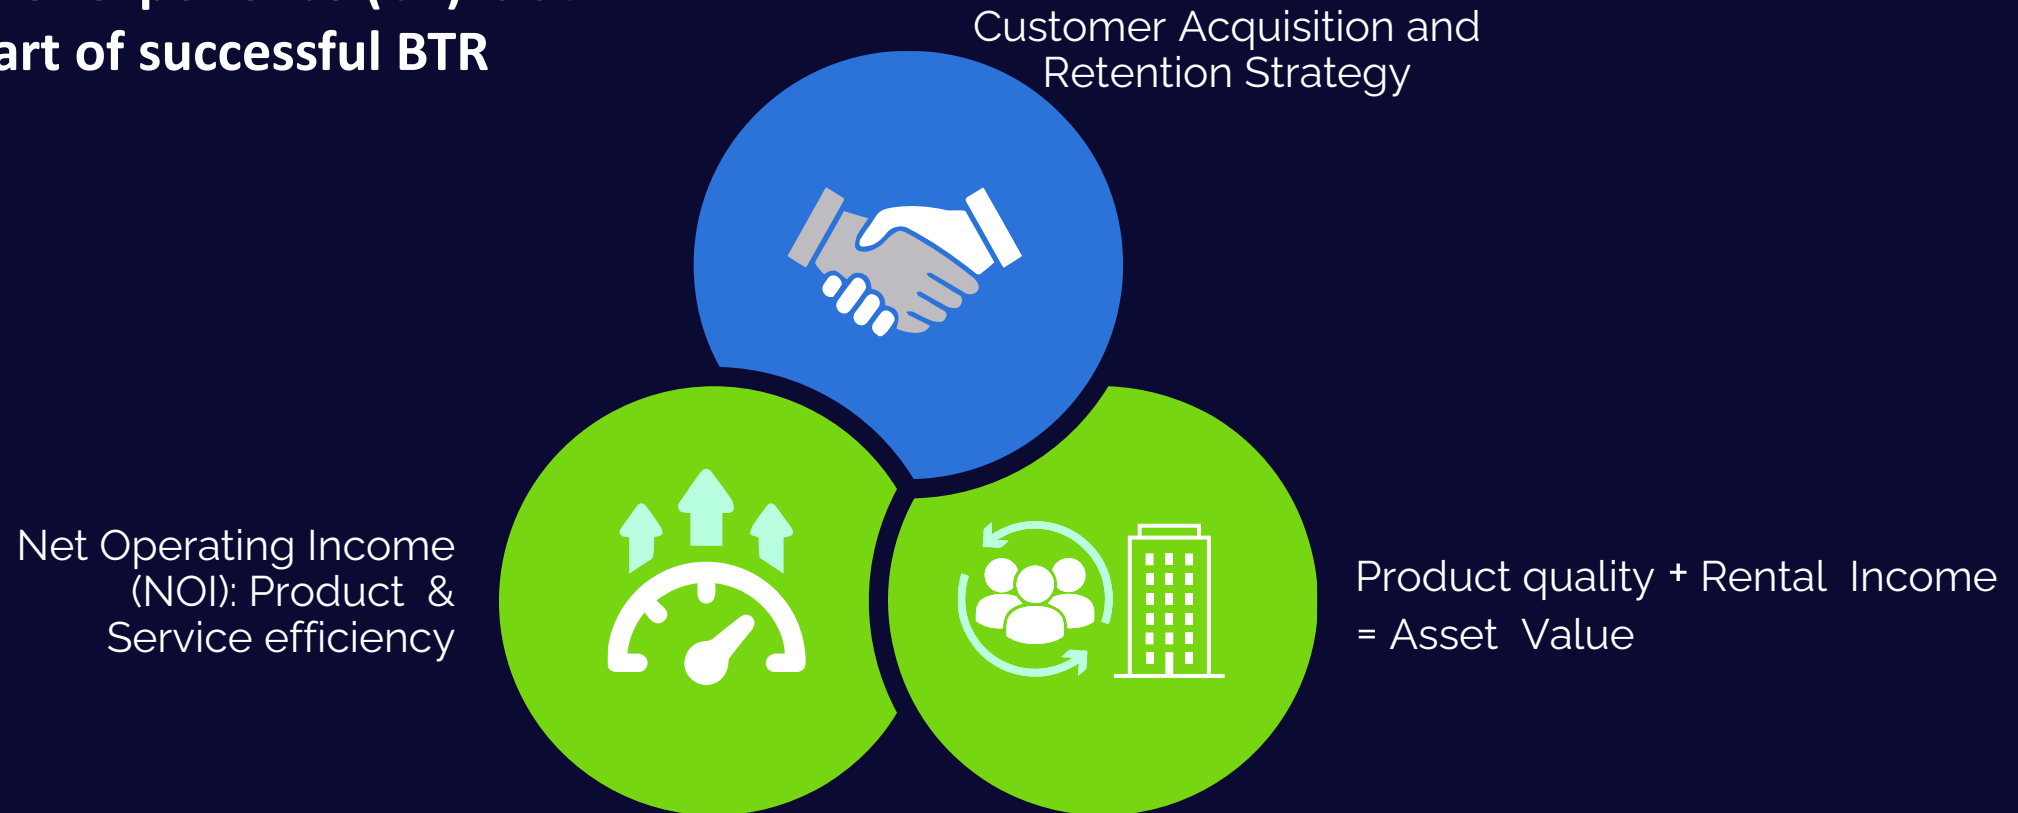 art of successful BTR
Customer Acquisition and
Retention Strategy
Net Operating Income
(NOI): Product & 
Service efficiency
Product quality + Rental Income
= Asset Value